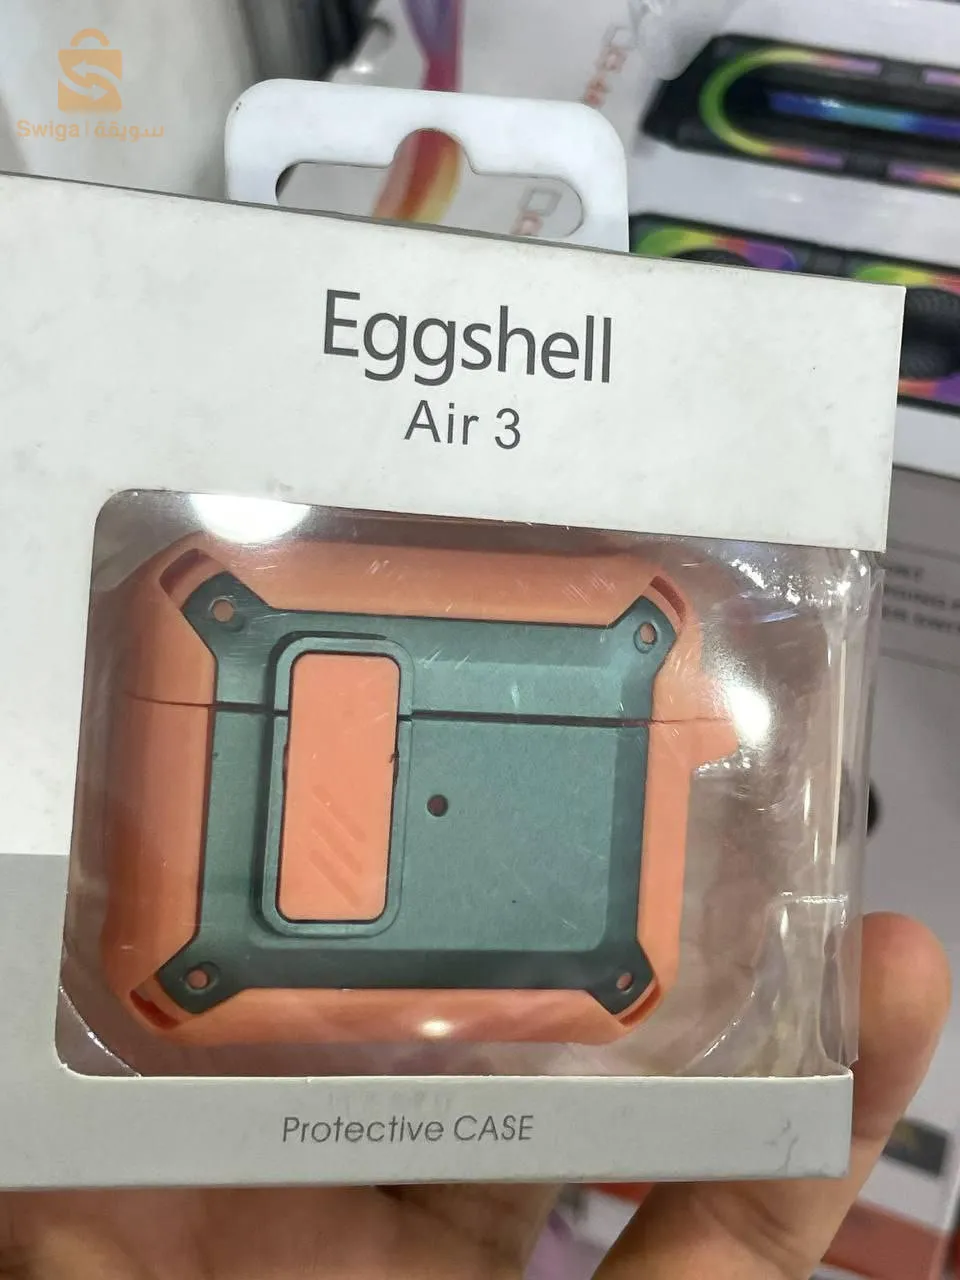 Swiga | سويقة
Eggshell
Air 3
Protective CASE